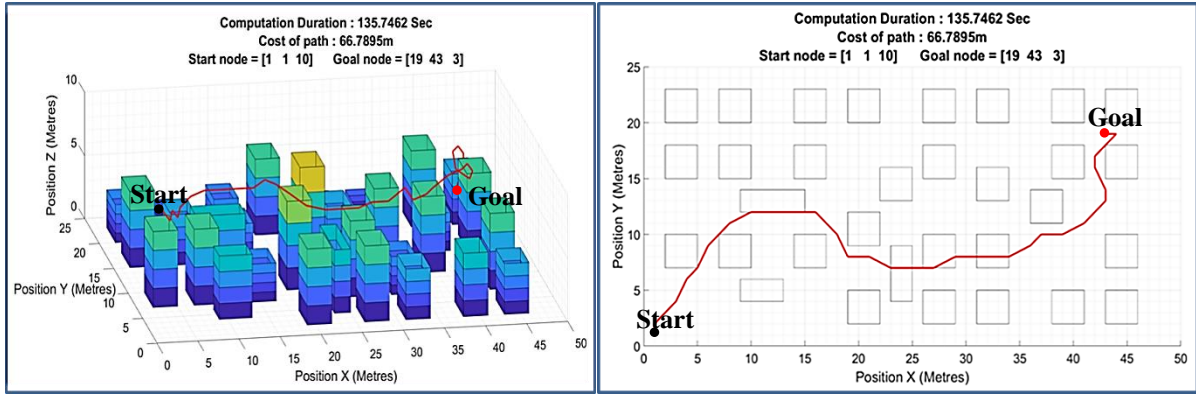 Computation Duration : 135.7462 Sec
Cost of path : 66.7895m
Start node = [1 1 10] Goal node = [19 43 3]
10
5
0
Position Z (Metres)
Start
Goal
25
20
15
10
5
0
Position Y (Metres)
0
5
10
15
20
25
30
35
40
45
50
Position X (Metres)
Computation Duration : 135.7462 Sec
Cost of path : 66.7895m
Start node = [1 1 10] Goal node = [19 43 3]
25
20
15
10
5
0
Position Y (Metres)
Goal
Start
0
5
10
15
20
25
30
35
40
45
50
Position X (Metres)